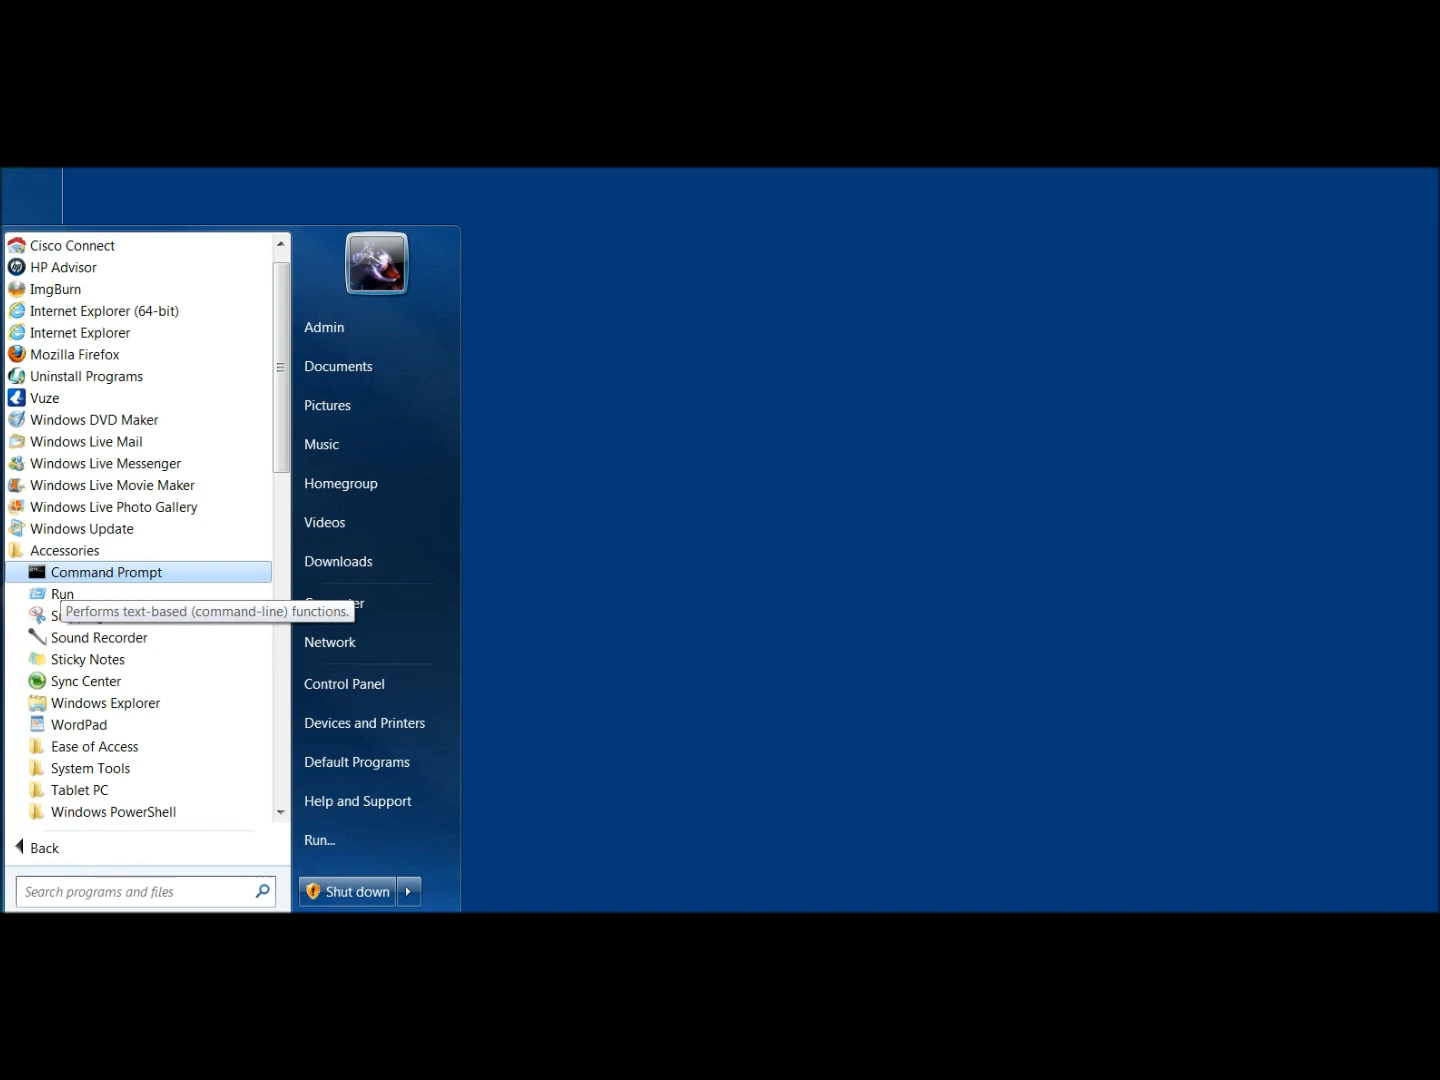 Cisco Connect
HP Advisor
ImgBurn
Internet Explorer (64-bit)
Internet Explorer
Mozilla Firefox
Uninstall Programs
Vuze
Windows DVD Maker
Windows Live Mail
Windows Live Messenger
Windows Live Movie Maker
Windows Live Photo Gallery
Windows Update
Accessories
Command Prompt
Run
Performs text-based (command-line) functions.
Sound Recorder
Sticky Notes
Sync Center
Windows Explorer
WordPad
Ease of Access
System Tools
Tablet PC
Windows PowerShell
Back
Search programs and files
Admin
Documents
Pictures
Music
Homegroup
Videos
Downloads
Network
Control Panel
Devices and Printers
Default Programs
Help and Support
Run...
Shut down